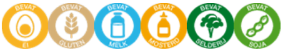 BEVAT EI
BEVAT GLUTEN
BEVAT MELK
BEVAT MOSTERD
BEVAT SELDERIJ
BEVAT SOJA